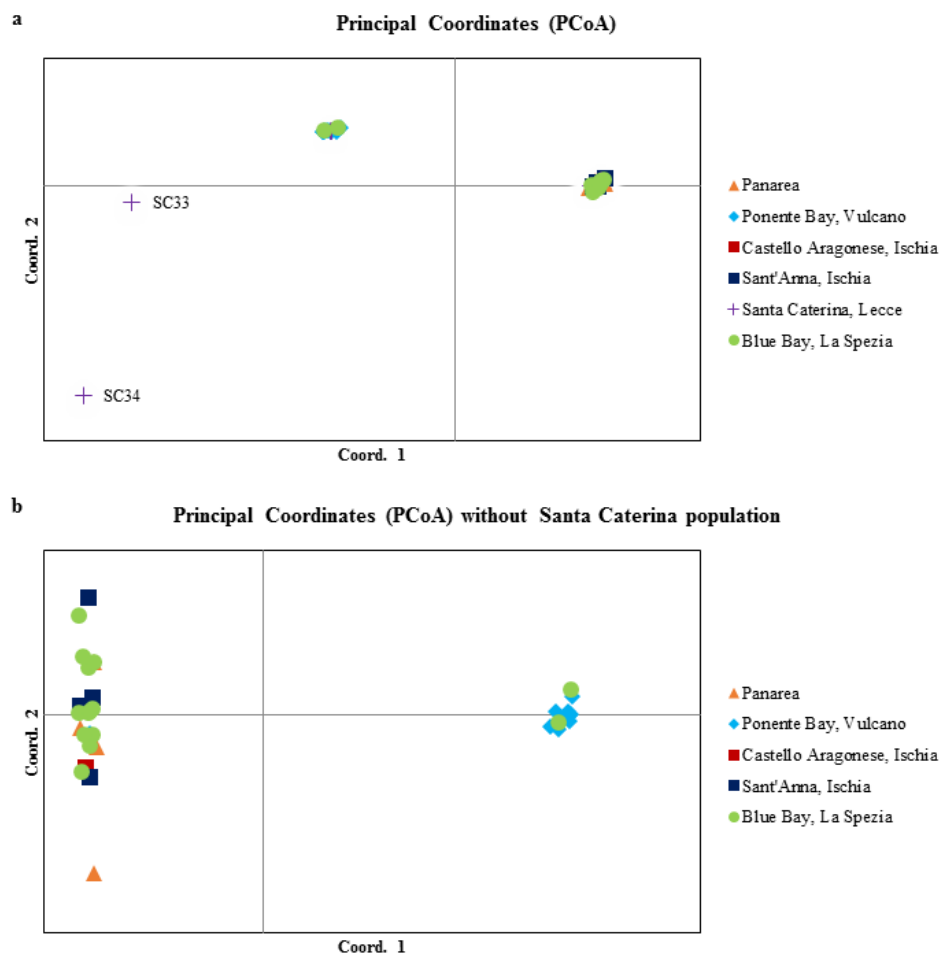 a
Principal Coordinates (PCoA)
Coord. 2
SC33
SC34
Coord. 1
Panarea
Ponente Bay, Vulcano
Castello Aragonese, Ischia
Sant'Anna, Ischia
Santa Caterina, Lecce
Blue Bay, La Spezia
b
Principal Coordinates (PCoA) without Santa Caterina population
Coord. 2
Coord. 1
Panarea
Ponente Bay, Vulcano
Castello Aragonese, Ischia
Sant'Anna, Ischia
Blue Bay, La Spezia